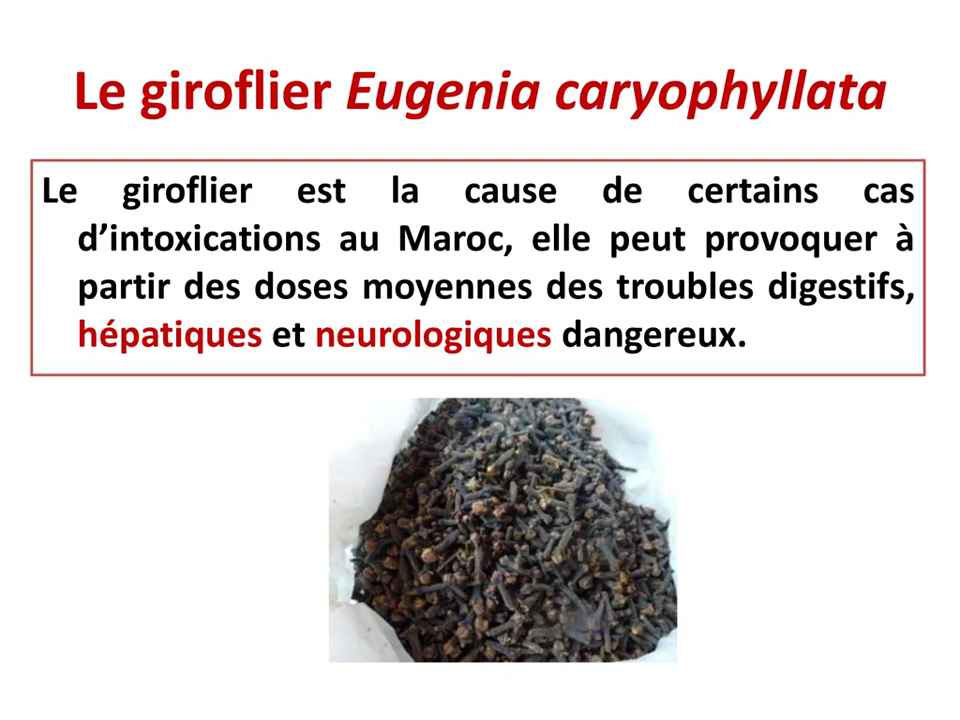 Le giroflier Eugenia caryophyllata
Le giroflier est la cause de certains cas
d’intoxications au Maroc, elle peut provoquer à
partir des doses moyennes des troubles digestifs,
hépatiques et neurologiques dangereux.